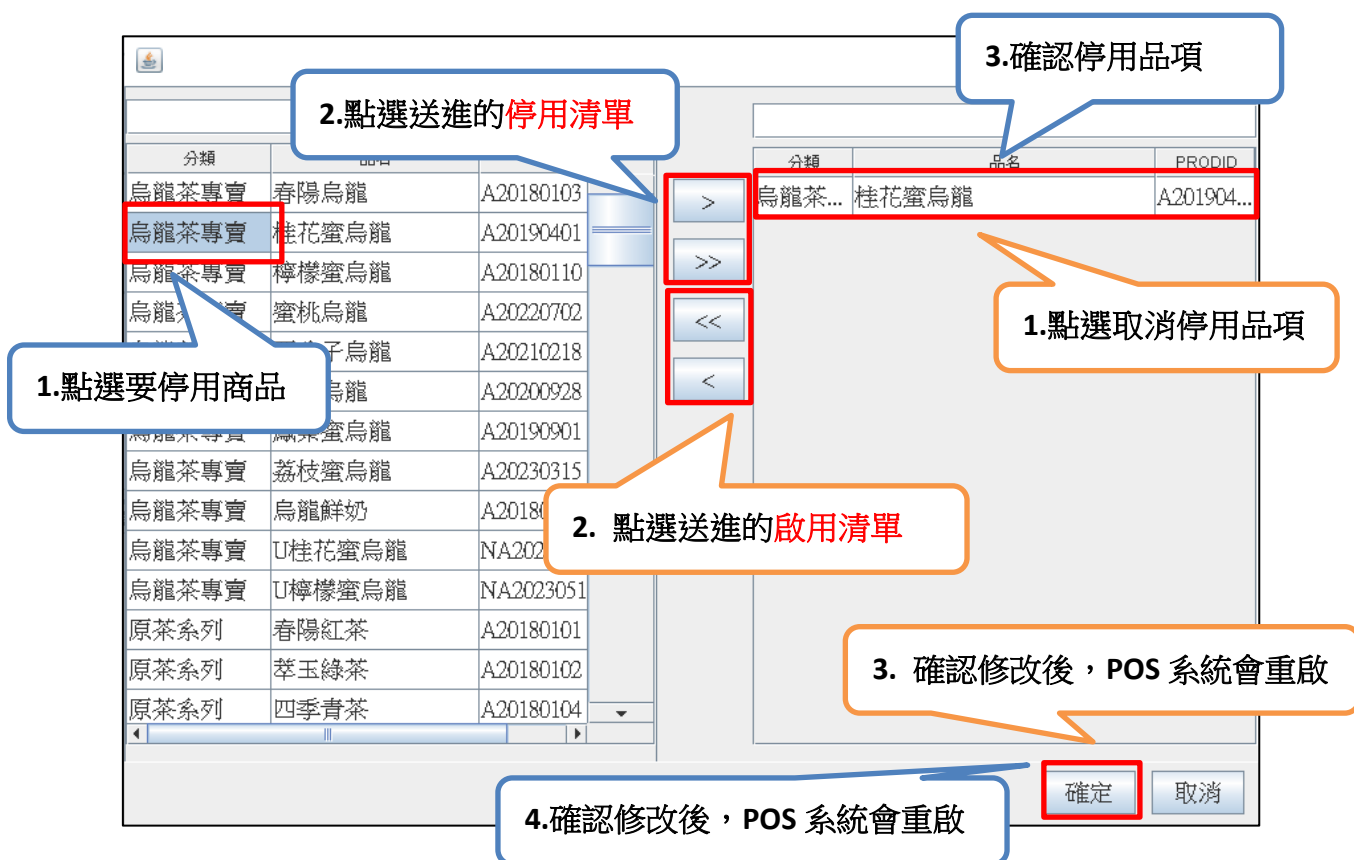 3.確認停用品項
2.點選送進的停用清單
分類
分類 品名 PRODID
烏龍茶專賣 春陽烏龍 A20180103
> 烏龍茶... 桂花蜜烏龍 A201904...
烏龍茶專賣 桂花蜜烏龍 A20190401
>>
烏龍茶專賣 檸檬蜜烏龍 A20180110
蜜桃烏龍 A20220702
<<
1.點選取消停用品項
子烏龍 A20210218
<
1.點選要停用商品
烏龍 A20200928
蜜烏龍 A20190901
烏龍茶專賣 荔枝蜜烏龍 A20230315
烏龍茶專賣 烏龍鮮奶 A2018
2. 點選送進的啟用清單
烏龍茶專賣 U桂花蜜烏龍 NA202
烏龍茶專賣 U檸檬蜜烏龍 NA2023051
原茶系列 春陽紅茶 A20180101
原茶系列 萃玉綠茶 A20180102
3. 確認修改後，POS 系統會重啟
原茶系列 四季青茶 A20180104
確定 取消
4.確認修改後，POS 系統會重啟